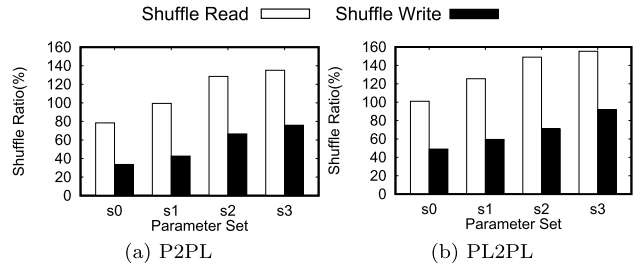 Shuffle Read Shuffle Write
Shuffle Ratio(%)
160
140
120
100
80
60
40
20
0
s0 s1 s2 s3
Parameter Set
(a) P2PL
Shuffle Ratio(%)
160
140
120
100
80
60
40
20
0
s0 s1 s2 s3
Parameter Set
(b) PL2PL